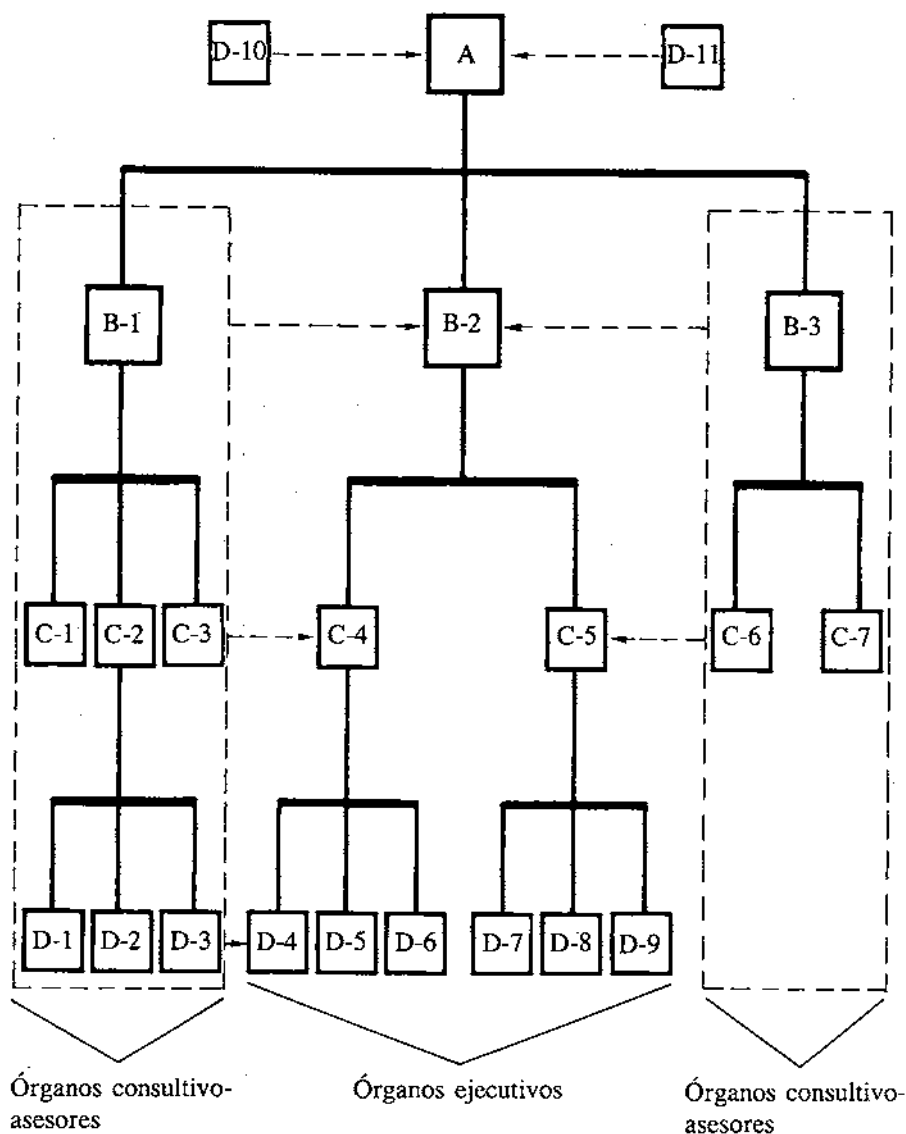 D-10
A
D-11
B-1
B-2
B-3
C-1
C-2
C-3
C-4
C-5
C-6
C-7
D-1
D-2
D-3
D-4
D-5
D-6
D-7
D-8
D-9
Órganos consultivo-
asesores
Órganos ejecutivos
Órganos consultivo-
asesores